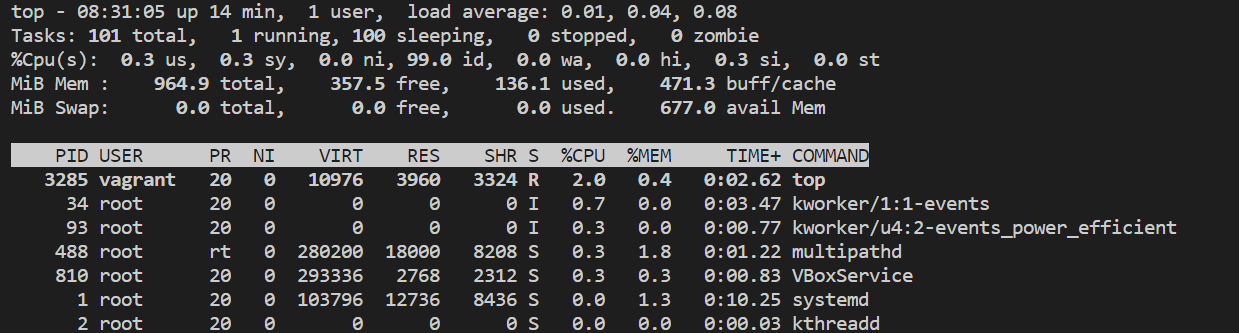 top - 08:31:05 up 14 min,  1 user,  load average: 0.01, 0.04, 0.08
Tasks: 101 total,   1 running, 100 sleeping,   0 stopped,   0 zombie
%Cpu(s):  0.3 us,  0.3 sy,  0.0 ni, 99.0 id,  0.0 wa,  0.0 hi,  0.3 si,  0.0 st
MiB Mem :    964.9 total,    357.5 free,    136.1 used,    471.3 buff/cache
MiB Swap:      0.0 total,      0.0 free,      0.0 used.    677.0 avail Mem
    PID USER      PR  NI    VIRT    RES    SHR S  %CPU  %MEM     TIME+ COMMAND
   3285 vagrant   20   0   10976   3960   3324 R   2.0   0.4   0:02.62 top
     34 root      20   0       0      0      0 I   0.7   0.0   0:03.47 kworker/1:1-events
     93 root      20   0       0      0      0 I   0.3   0.0   0:00.77 kworker/u4:2-events_power_efficient
    488 root      rt   0  280200  18000   8208 S   0.3   1.8   0:01.22 multipathd
    810 root      20   0  293336   2768   2312 S   0.3   0.3   0:00.83 VBoxService
      1 root      20   0  103796  12736   8436 S   0.0   1.3   0:10.25 systemd
      2 root      20   0       0      0      0 S   0.0   0.0   0:00.03 kthreadd